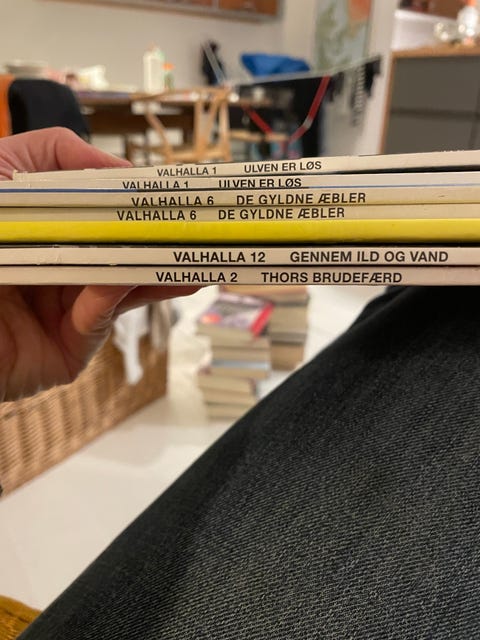 VALHALLA 1 ULVEN ER LØS
VALHALLA 1 ULVEN ER LØS
VALHALLA 6 DE GYLDNE ÆBLER
VALHALLA 6 DE GYLDNE ÆBLER
VALHALLA 12 GENNEM ILD OG VAND
VALHALLA 2 THORS BRUDEFÆRD